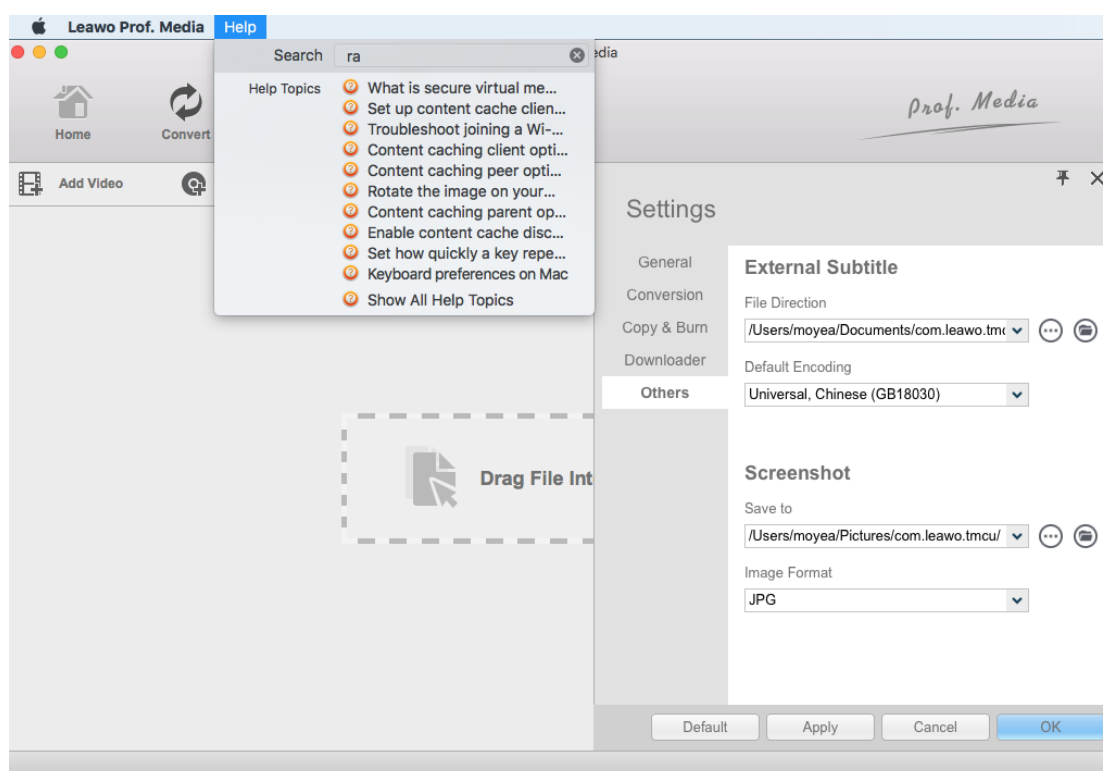 Leawo Prof. Media Help
Search ra
edia
Help Topics
What is secure virtual me...
Set up content cache clien...
Troubleshoot joining a Wi-...
Content caching client opti...
Content caching peer opti...
Rotate the image on your...
Content caching parent op...
Enable content cache disc...
Set how quickly a key repe...
Keyboard preferences on Mac
Show All Help Topics
Home
Convert
Prof. Media
Add Video
Settings
General
Conversion
Copy & Burn
Downloader
Others
External Subtitle
File Direction
/Users/moyea/Documents/com.leawo.tmc
Default Encoding
Universal, Chinese (GB18030)
Screenshot
Save to
/Users/moyea/Pictures/com.leawo.tmcu/
Image Format
JPG
Drag File Int
Default
Apply
Cancel
OK